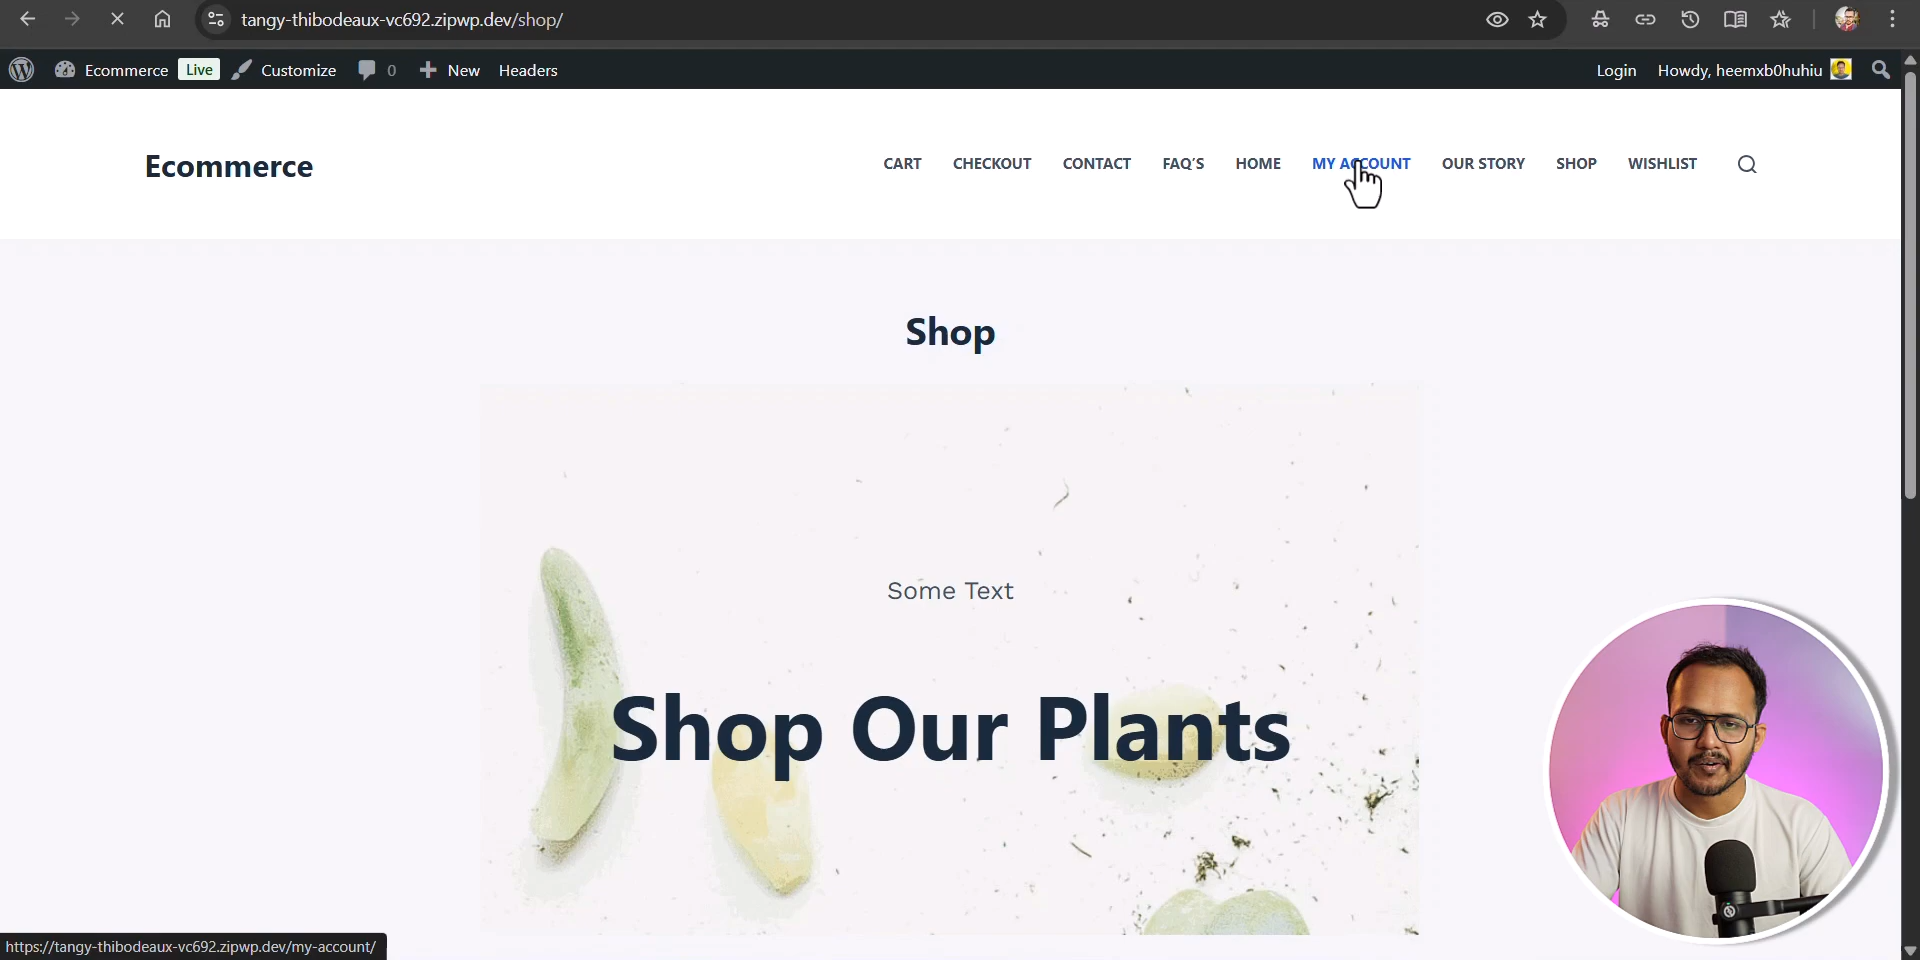 tangy-thibodeaux-vc692.zipwp.dev/shop/
Ecommerce Live Customize 0 New Headers Login Howdy, heemxb0huhiu
Ecommerce CART CHECKOUT CONTACT FAQ'S HOME MY ACCOUNT OUR STORY SHOP WISHLIST
Shop
Some Text
Shop Our Plants
https://tangy-thibodeaux-vc692.zipwp.dev/my-account/